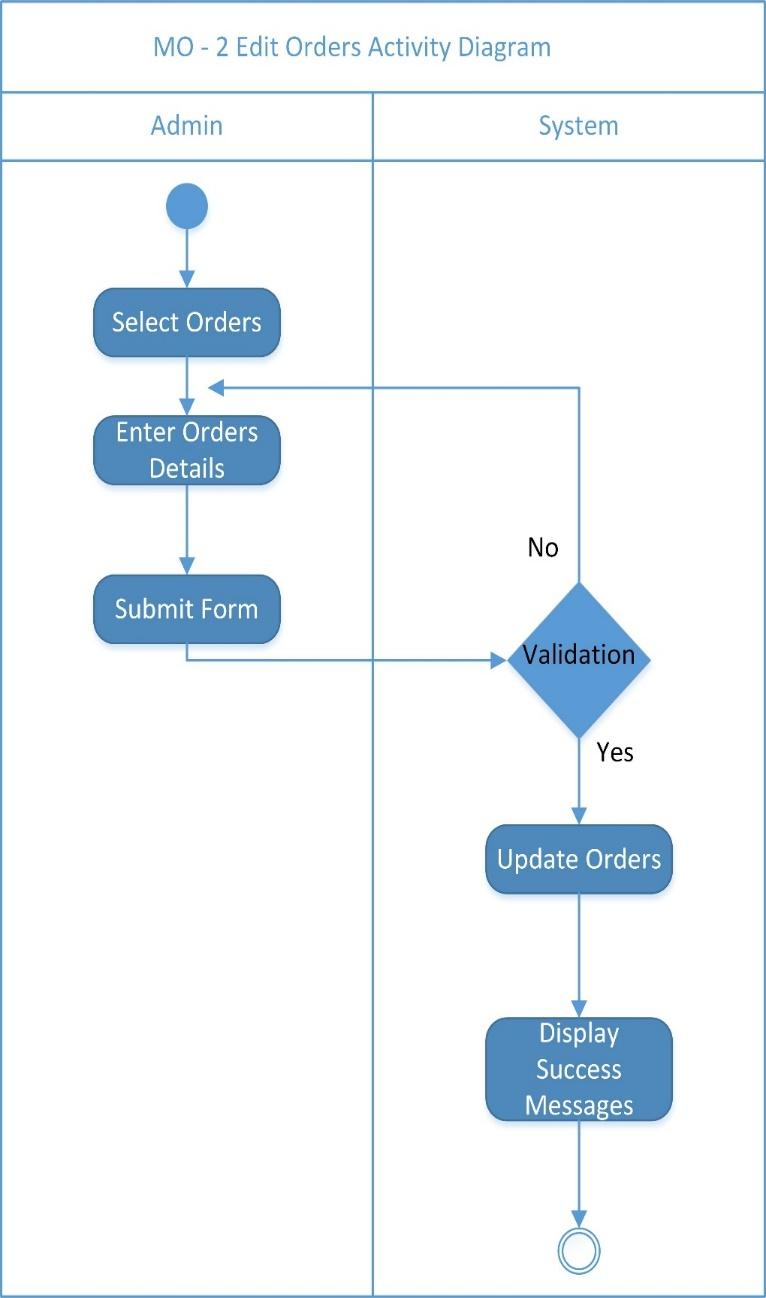 MO - 2 Edit Orders Activity Diagram
Admin
System
Select Orders
Enter Orders
Details
No
Submit Form
Validation
Yes
Update Orders
Display
Success
Messages